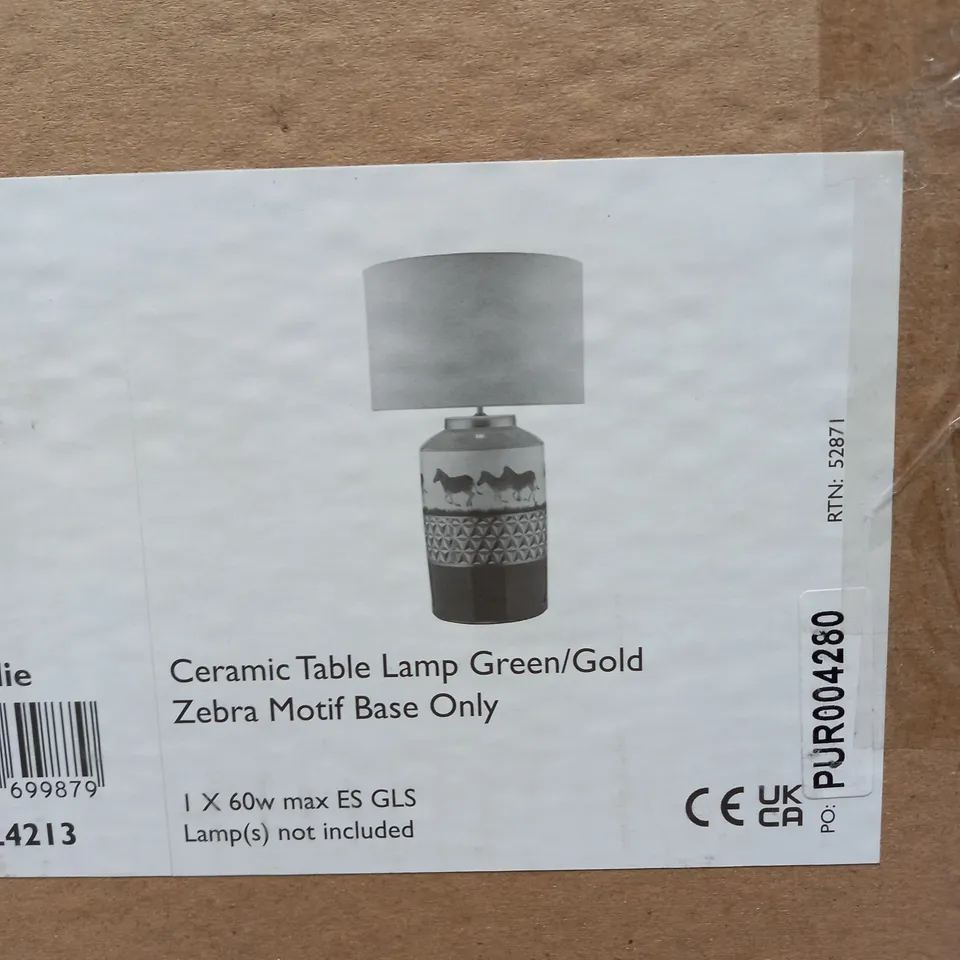 lie
699879
4213
Ceramic Table Lamp Green/Gold
Zebra Motif Base Only
1 X 60w max ES GLS
Lamp(s) not included
CE UK
CA
PO: PUR004280
RTN: 52871